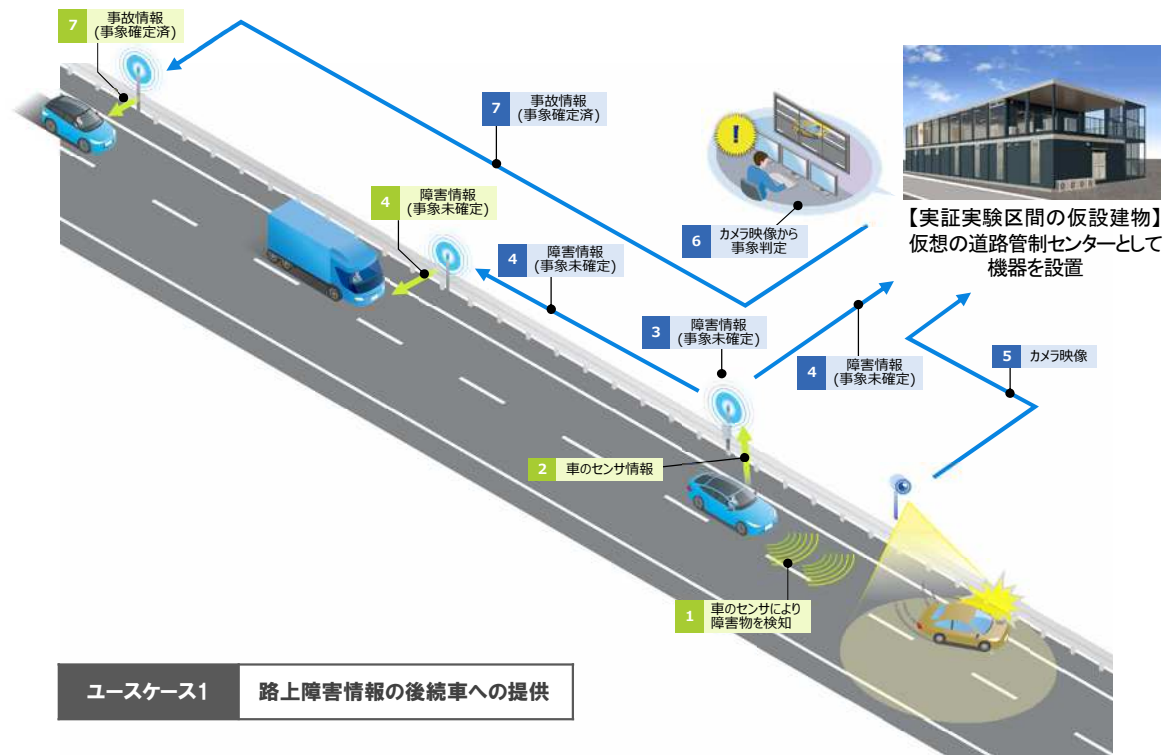 7
事故情報
(事象確定済)
7
事故情報
(事象確定済)
!
4
障害情報
(事象未確定)
6
カメラ映像から
事象判定
【実証実験区間の仮設建物】
仮想の道路管制センターとして
機器を設置
4
障害情報
(事象未確定)
3
障害情報
(事象未確定)
4
障害情報
(事象未確定)
5
カメラ映像
2
車のセンサ情報
1
車のセンサにより
障害物を検知
ユースケース1
路上障害情報の後続車への提供